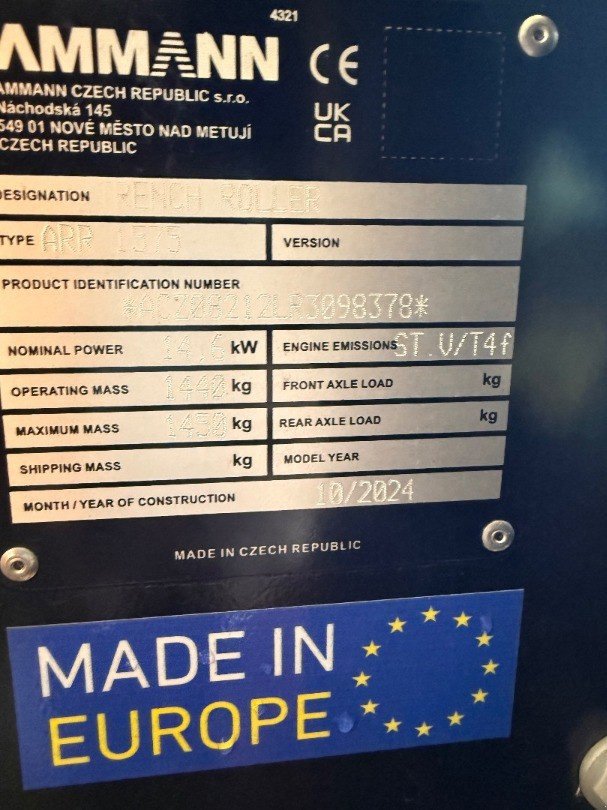 4321
AMMANN
CE
AMMANN CZECH REPUBLIC s.r.o.
Náchodská 145
549 01 NOVÉ MĚSTO NAD METUJÍ
CZECH REPUBLIC
UK
CA
DESIGNATION RENCH ROLLER
TYPE ARR 1575 VERSION
PRODUCT IDENTIFICATION NUMBER
NOMINAL POWER 14,6 kW ENGINE EMISSIONS ST.V/T4f
OPERATING MASS 1440 kg FRONT AXLE LOAD kg
MAXIMUM MASS 1450 kg REAR AXLE LOAD kg
SHIPPING MASS kg MODEL YEAR
MONTH / YEAR OF CONSTRUCTION 10/2024
MADE IN CZECH REPUBLIC
MADE IN
EUROPE